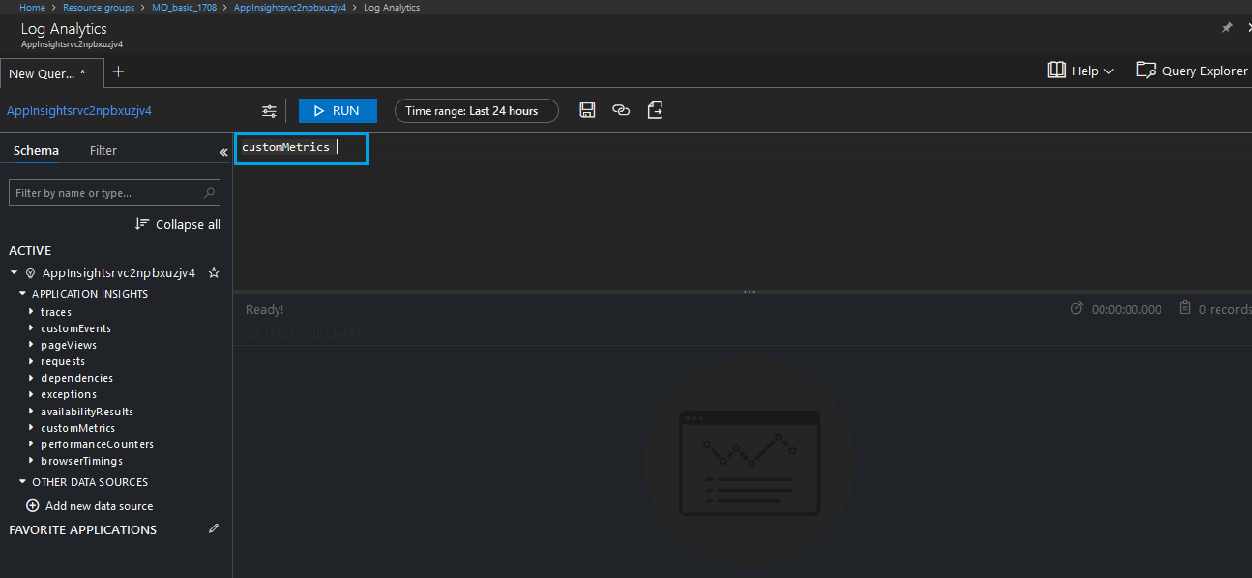 Home > Resource groups > MO_basic_1708 > AppInsightsrvc2npbxuzjv4 > Log Analytics
Log Analytics
AppInsightsrvc2npbxuzjv4
New Quer... *
Help
Query Explorer
AppInsightsrvc2npbxuzjv4
RUN
Time range: Last 24 hours
Schema
Filter
«
customMetrics
Filter by name or type...
Collapse all
ACTIVE
AppInsightsrvc2npbxuzjv4
APPLICATION INSIGHTS
traces
customEvents
pageViews
requests
dependencies
exceptions
availabilityResults
customMetrics
performanceCounters
browserTimings
OTHER DATA SOURCES
Add new data source
FAVORITE APPLICATIONS
Ready!
00:00:00.000
0 records
TABLE
CHART